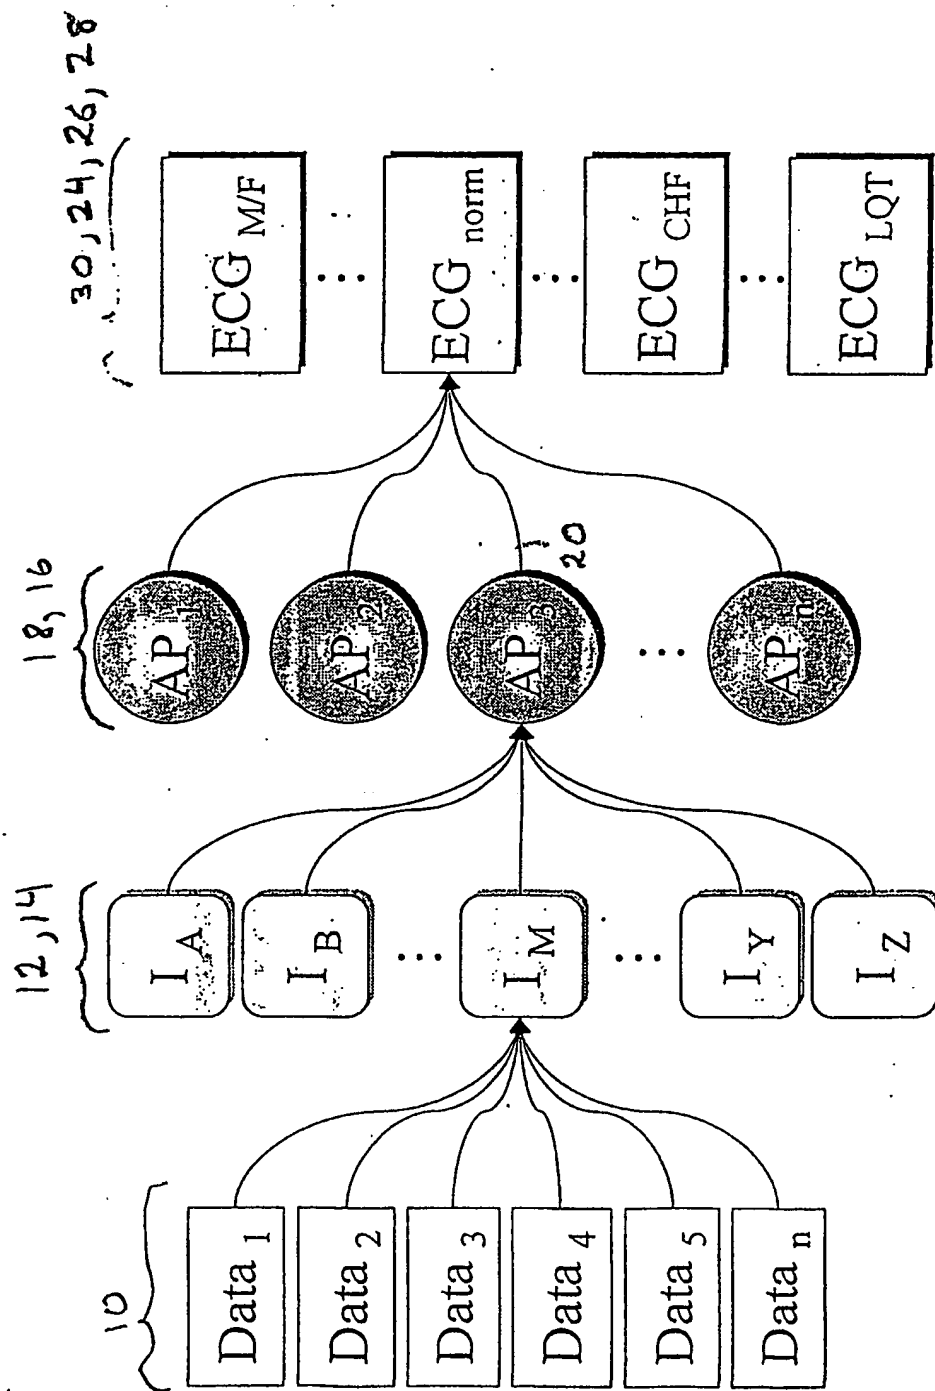 10
Data 1
Data 2
Data 3
Data 4
Data 5
Data n
12, 14
I A
I B
...
I M
...
I Y
I Z
18, 16
AP 1
AP 2
AP 3
20
...
AP n
30, 24, 26, 28
ECG M/F
...
ECG norm
...
ECG CHF
...
ECG LQT